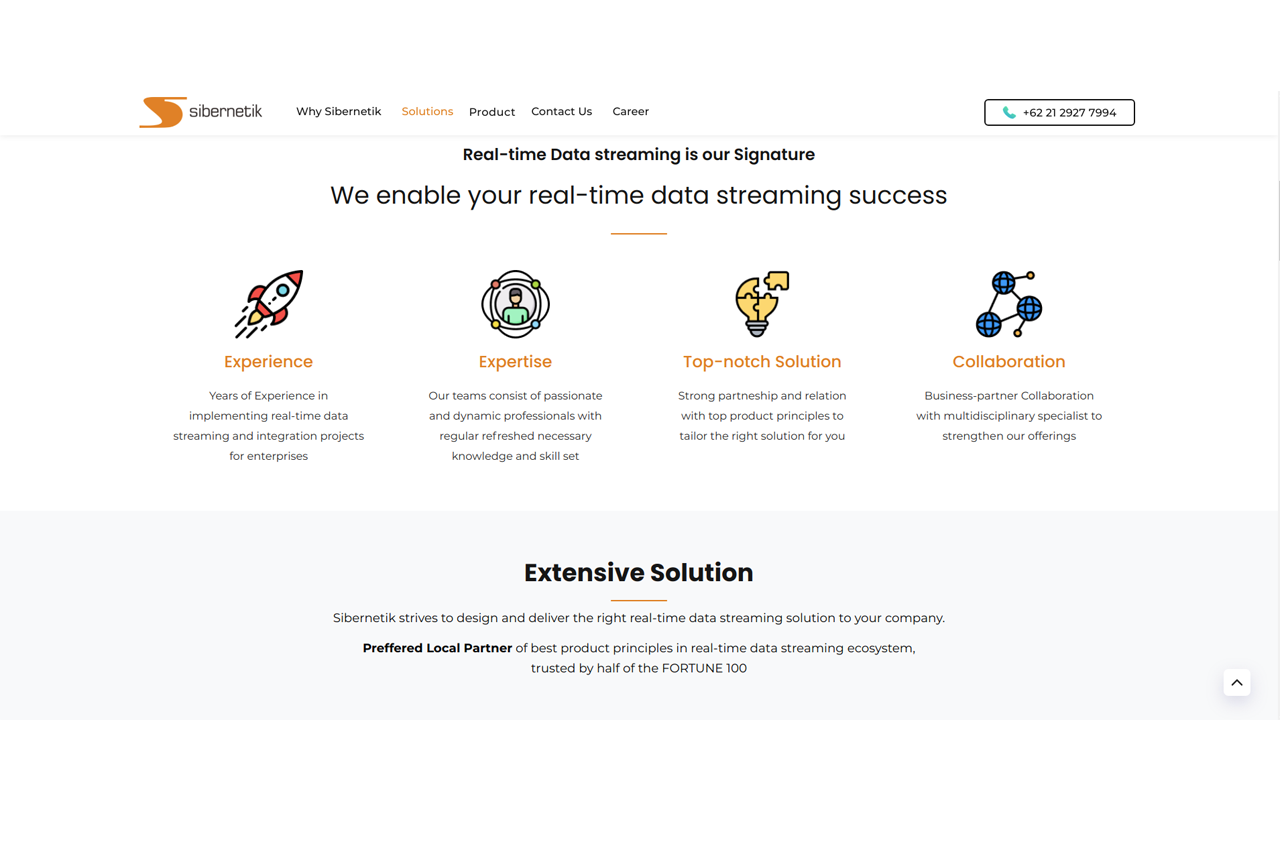 sibernetik
Why Sibernetik
Solutions
Product
Contact Us
Career
+62 21 2927 7994
Real-time Data streaming is our Signature
We enable your real-time data streaming success
Experience
Years of Experience in
implementing real-time data
streaming and integration projects
for enterprises
Expertise
Our teams consist of passionate
and dynamic professionals with
regular refreshed necessary
knowledge and skill set
Top-notch Solution
Strong partneship and relation
with top product principles to
tailor the right solution for you
Collaboration
Business-partner Collaboration
with multidisciplinary specialist to
strengthen our offerings
Extensive Solution
Sibernetik strives to design and deliver the right real-time data streaming solution to your company.
Preffered Local Partner of best product principles in real-time data streaming ecosystem,
trusted by half of the FORTUNE 100